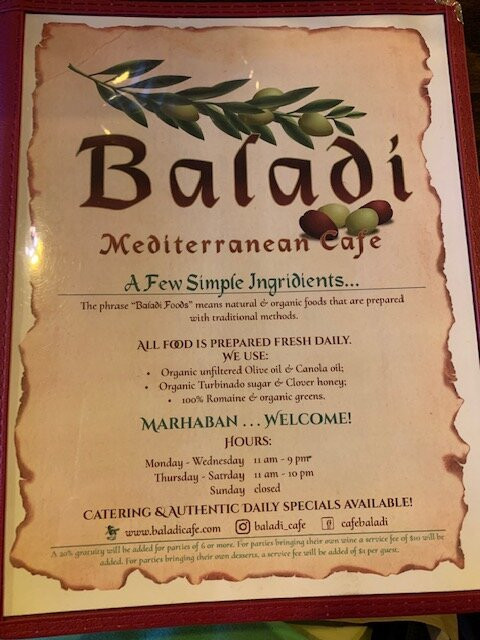 Baladi
Mediterranean Cafe
A Few Simple Ingridients...
The phrase "Baladi Foods" means natural & organic foods that are prepared
with traditional methods.
ALL FOOD IS PREPARED FRESH DAILY.
WE USE:
• Organic unfiltered Olive oil & Canola oil;
• Organic Turbinado sugar & Clover honey;
• 100% Romaine & organic greens.
MARHABAN . . . WELCOME!
HOURS:
Monday - Wednesday 11 am - 9 pm
Thursday - Satrday 11 am - 10 pm
Sunday closed
CATERING & AUTHENTIC DAILY SPECIALS AVAILABLE!
www.baladicafe.com baladi_cafe f cafebaladi
A 20% gratuity will be added for parties of 6 or more. For parties bringing their own wine a service fee of $10 will be
added. For parties bringing their own desserts, a service fee will be added of $1 per guest.